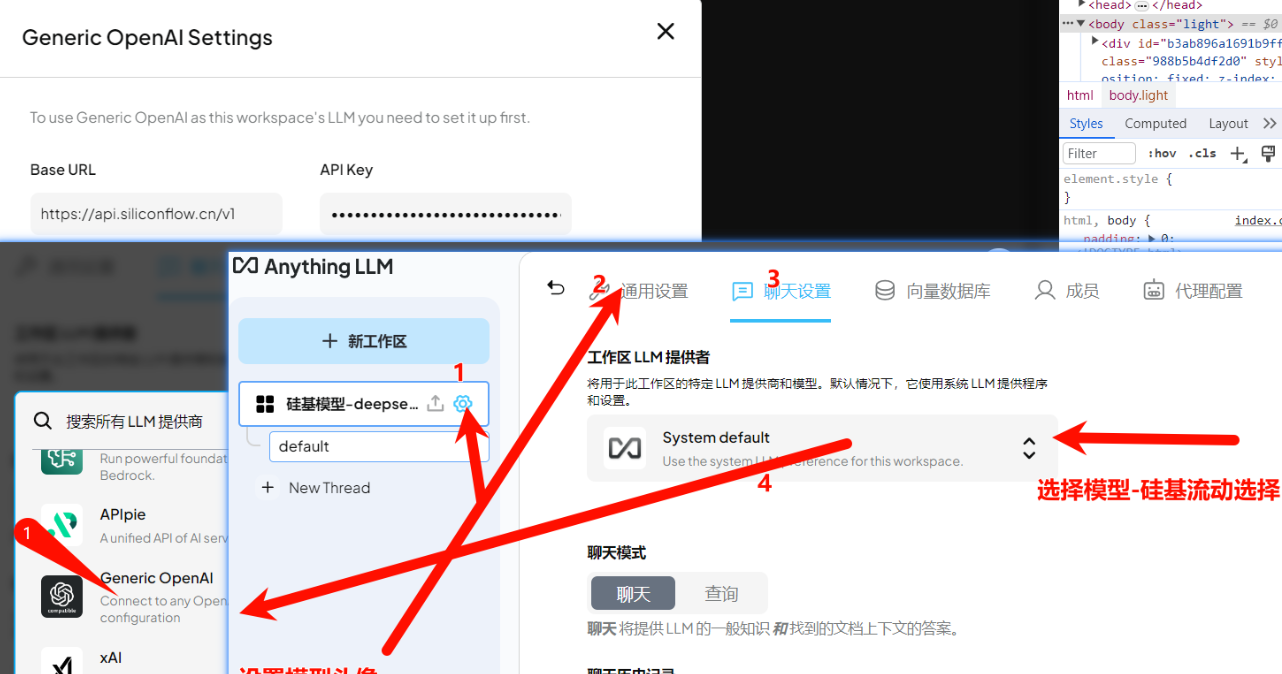 Generic OpenAI Settings
To use Generic OpenAI as this workspace's LLM you need to set it up first.
Base URL
API Key
https://api.siliconflow.cn/v1
••••••••••••••••••••••••••••••
<head> ··· </head>
··· <body class="light"> == $0
<div id="b3ab896a1691b9ff
class="988b5b4df2d0" styl
osition: fixed; z-index:
html body.light
Styles Computed Layout
Filter :hov .cls
element.style {
}
html, body { index.c
padding: 0;
Anything LLM
新工作区
1
硅基模型-deepse...
default
New Thread
2
通用设置
3
聊天设置
向量数据库
成员
代理配置
工作区 LLM 提供者
将用于此工作区的特定 LLM 提供商和模型。默认情况下，它使用系统 LLM 提供程序
和设置。
System default
Use the system LLM preference for this workspace.
4
选择模型-硅基流动选择
聊天模式
聊天
查询
聊天 将提供 LLM 的一般知识 和 找到的文档上下文的答案。
聊天历史记录
搜索所有 LLM 提供商
Run powerful foundat
Bedrock.
APIpie
A unified API of AI serv
1
Generic OpenAI
Connect to any Open
configuration
xAI
设置模型头像